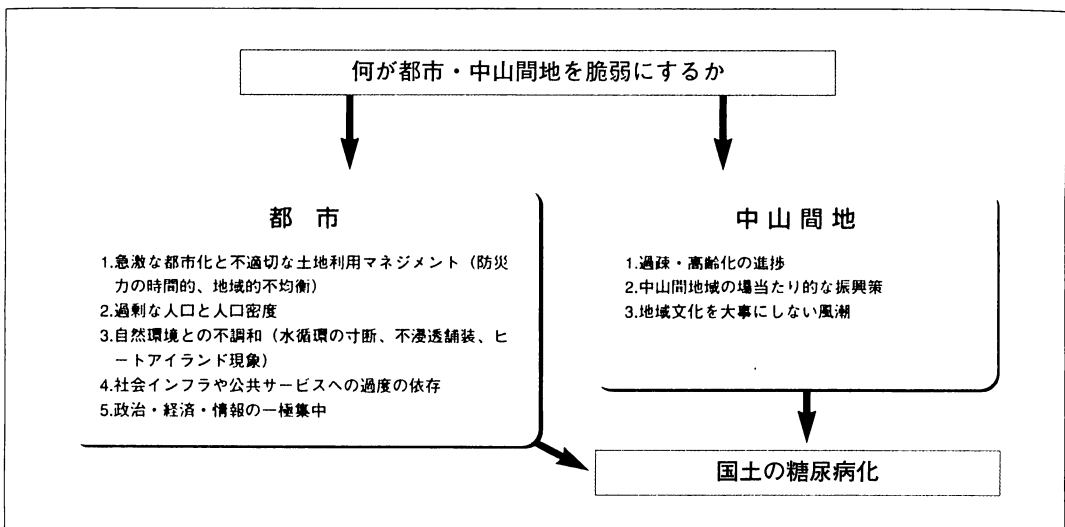 何が都市・中山間地を脆弱にするか
都 市
1.急激な都市化と不適切な土地利用マネジメント（防災
力の時間的、地域的不均衡）
2.過剰な人口と人口密度
3.自然環境との不調和（水循環の寸断、不浸透舗装、ヒ
ートアイランド現象）
4.社会インフラや公共サービスへの過度の依存
5.政治・経済・情報の一極集中
中 山 間 地
1.過疎・高齢化の進捗
2.中山間地域の場当たり的な振興策
3.地域文化を大事にしない風潮
国土の糖尿病化